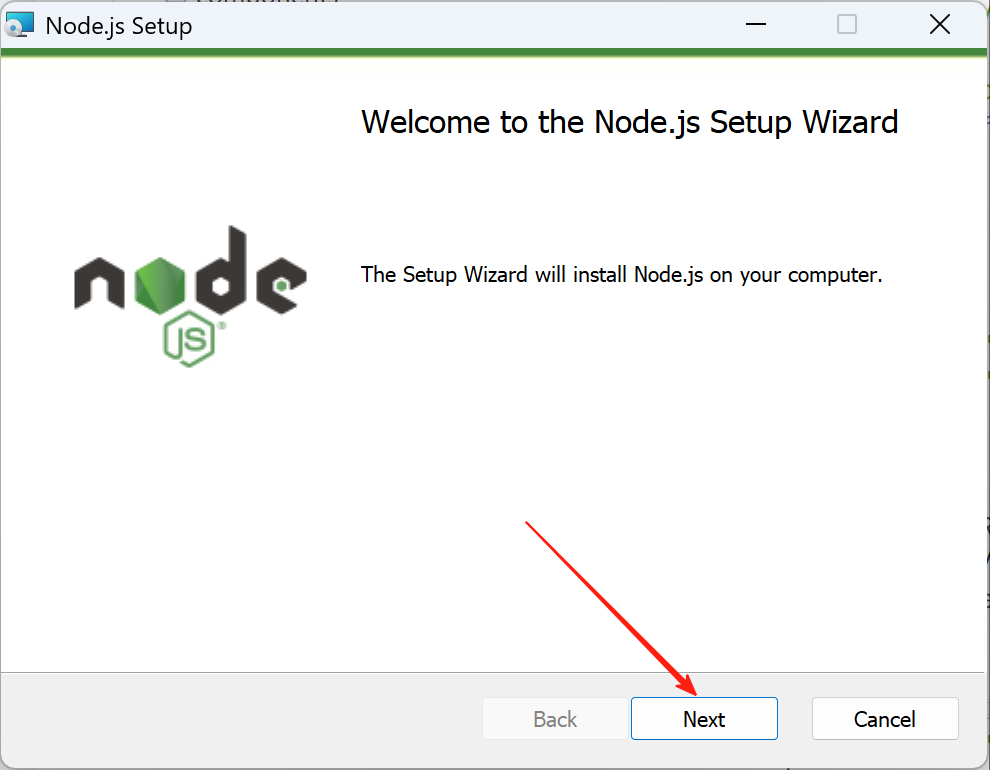 Node.js Setup
Welcome to the Node.js Setup Wizard
node
JS®
The Setup Wizard will install Node.js on your computer.
Back
Next
Cancel